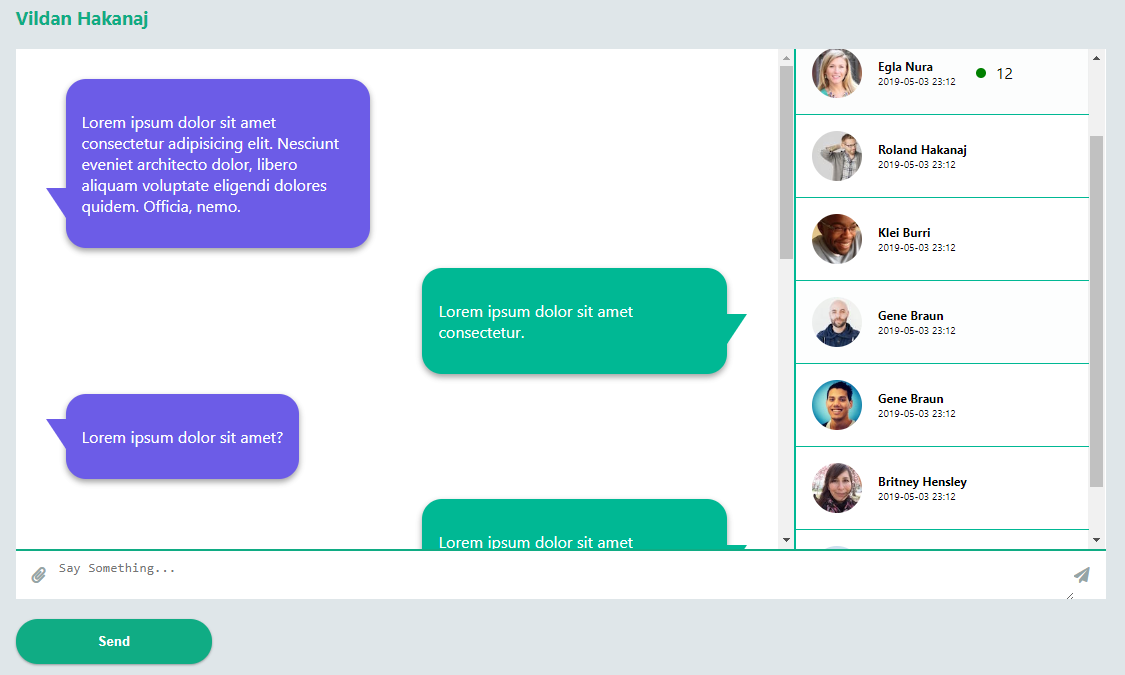 Vildan Hakanaj
Lorem ipsum dolor sit amet
consectetur adipisicing elit. Nesciunt
eveniet architecto dolor, libero
aliquam voluptate eligendi dolores
quidem. Officia, nemo.
Lorem ipsum dolor sit amet
consectetur.
Lorem ipsum dolor sit amet?
Lorem ipsum dolor sit amet
Egla Nura
2019-05-03 23:12
12
Roland Hakanaj
2019-05-03 23:12
Klei Burri
2019-05-03 23:12
Gene Braun
2019-05-03 23:12
Gene Braun
2019-05-03 23:12
Britney Hensley
2019-05-03 23:12
Say Something...
Send